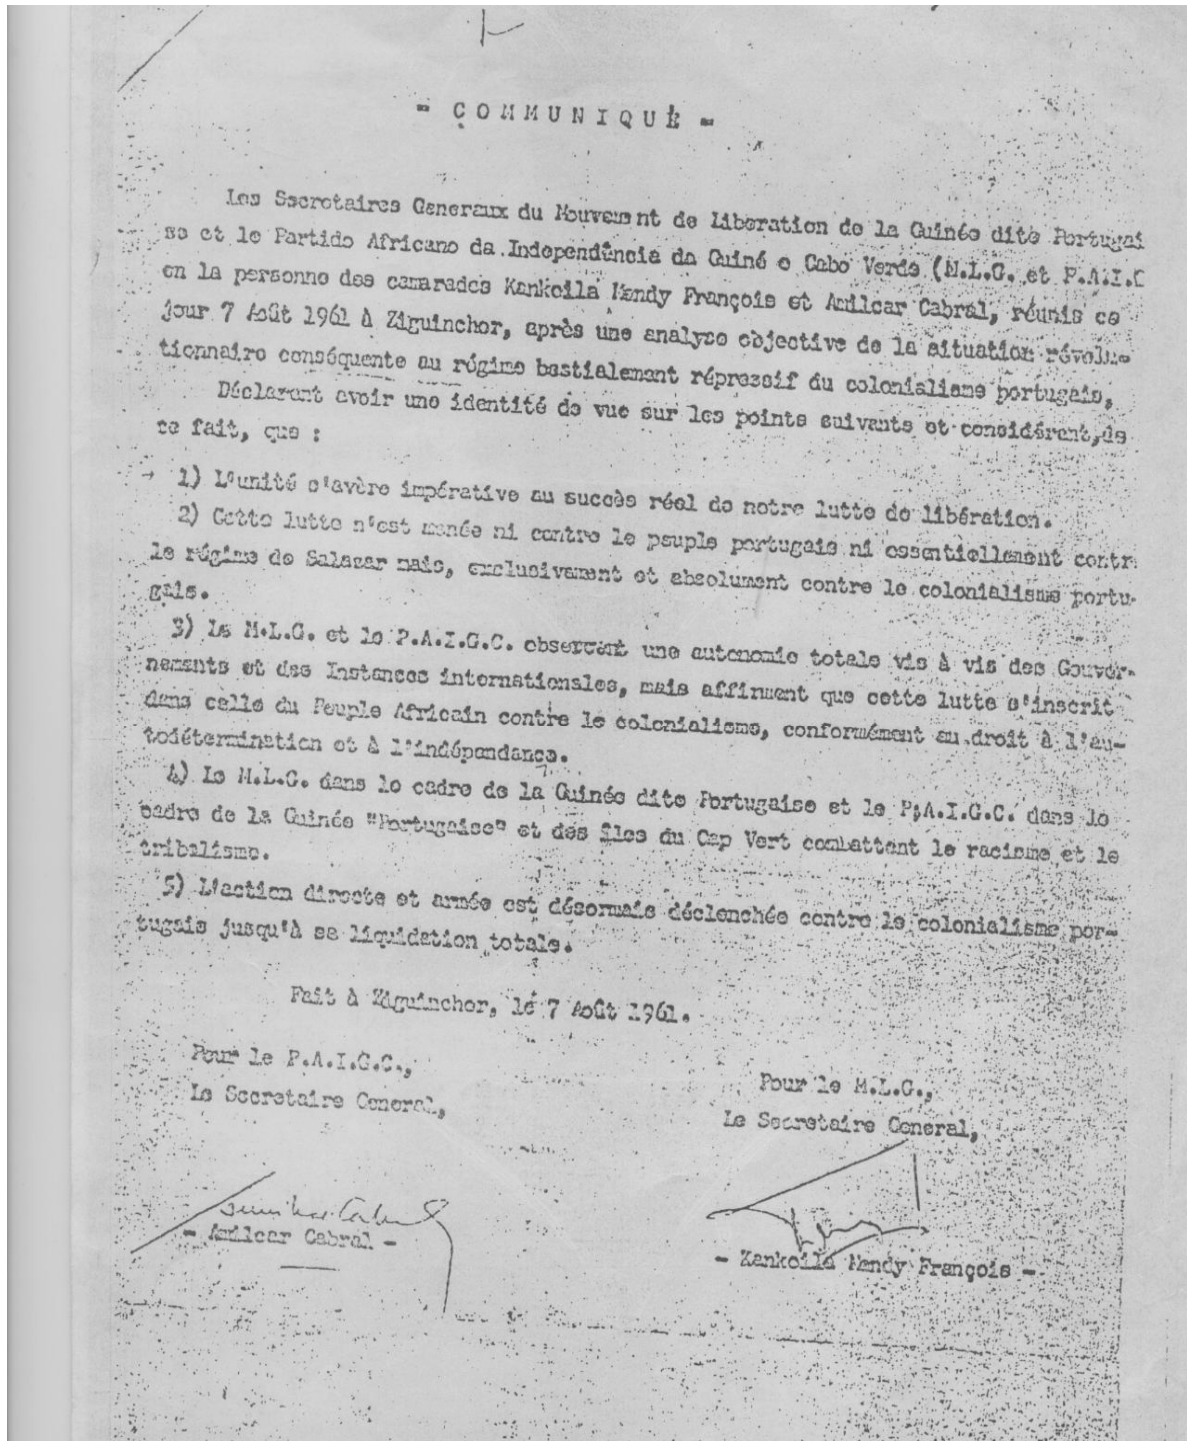 - C O M M U N I Q U É -
Les Secretaires Generaux du Mouvement de Libération de la Guinée dite Portugai
se et le Partido Africano da Independência da Guiné e Cabo Verde (M.L.G. et P.A.I.C
en la personne des camarades Kankoila Mendy François et Amilcar Cabral, réunis ce
jour 7 Août 1961 à Ziguinchor, après une analyse objective de la situation révolu-
tionnaire conséquente au régime bestialement répressif du colonialisme portugais,
Déclarent avoir une identité de vue sur les points suivants et considérant, de
ce fait, que :
1) L'unité s'avère impérative au succès réel de notre lutte de libération.
2) Cette lutte n'est menée ni contre le peuple portugais ni essentiellement contr
le régime de Salazar mais, exclusivement et absolument contre le colonialisme portu-
gais.
3) Le M.L.G. et le P.A.I.G.C. observent une autonomie totale vis à vis des Gouver-
nements et des Instances internationales, mais affirment que cette lutte s'inscrit
dans celle du Peuple Africain contre le colonialisme, conformément au droit à l'au-
todétermination et à l'indépendance.
4) Le M.L.G. dans le cadre de la Guinée dite Portugaise et le P;A.I.G.C. dans le
cadre de la Guinée "Portugaise" et des îles du Cap Vert combattent le racisme et le
tribalisme.
5) L'action directe et armée est désormais déclenchée contre le colonialisme por-
tugais jusqu'à sa liquidation totale.
Fait à Ziguinchor, le 7 Août 1961.
Pour le P.A.I.G.C.,
Le Secretaire General,
Pour le M.L.G.,
Le Secretaire General,
Amilcar Cabral
- Amilcar Cabral -
- Kankoila Mendy François -